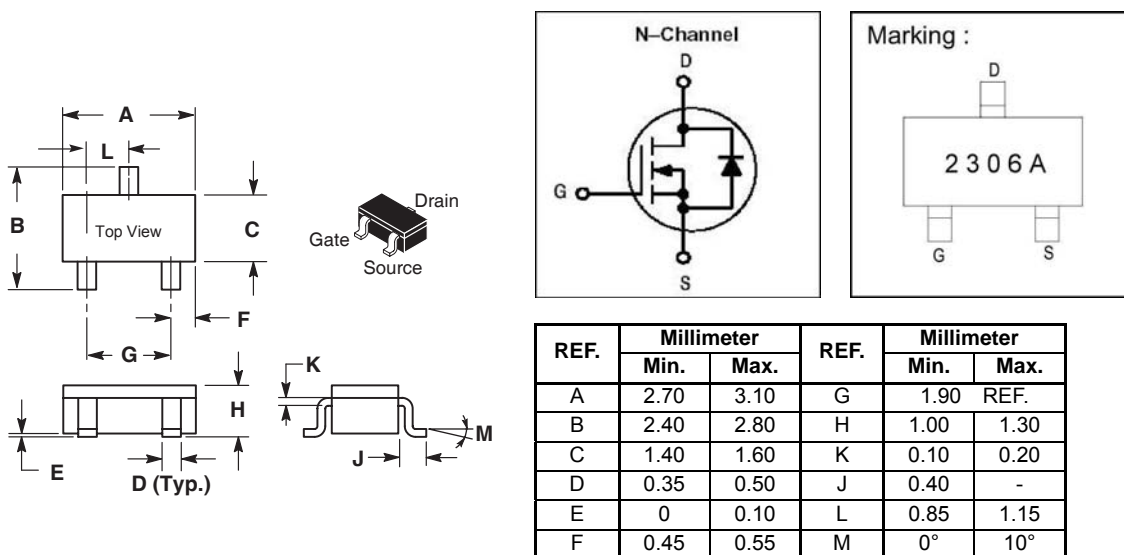 A
L
B
Top View
C
F
G
Drain
Gate
Source
K
H
E
D (Typ.)
J
M
N–Channel
D
G
S
Marking :
D
2306A
G
S
REF. Millimeter REF. Millimeter
Min. Max. Min. Max.
A 2.70 3.10 G 1.90 REF.
B 2.40 2.80 H 1.00 1.30
C 1.40 1.60 K 0.10 0.20
D 0.35 0.50 J 0.40 -
E 0 0.10 L 0.85 1.15
F 0.45 0.55 M 0° 10°